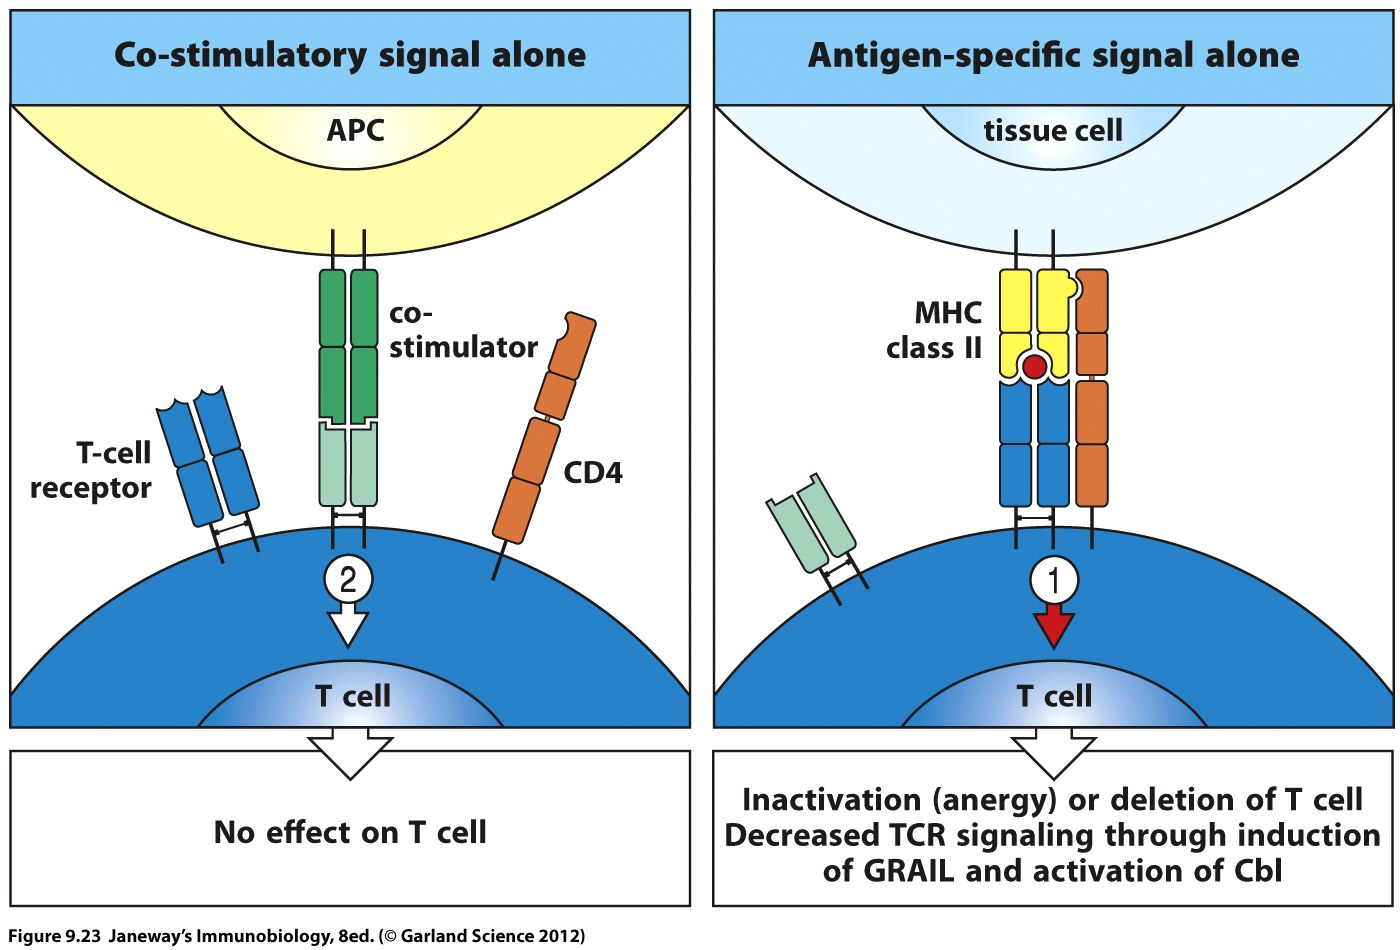 Co-stimulatory signal alone
APC
co-
stimulator
T-cell
receptor
CD4
2
T cell
No effect on T cell
Antigen-specific signal alone
tissue cell
MHC
class II
1
T cell
Inactivation (anergy) or deletion of T cell
Decreased TCR signaling through induction
of GRAIL and activation of Cbl
Figure 9.23 Janeway’s Immunobiology, 8ed. (© Garland Science 2012)